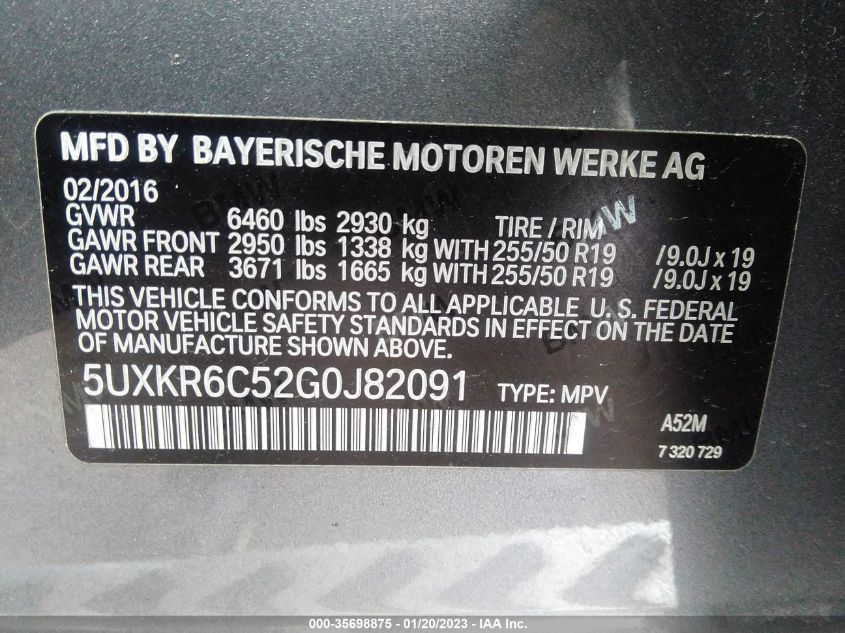 MFD BY BAYERISCHE MOTOREN WERKE AG
02/2016
GVWR 6460 lbs 2930 kg TIRE / RIM
GAWR FRONT 2950 lbs 1338 kg WITH 255/50 R19 /9.0J x 19
GAWR REAR 3671 lbs 1665 kg WITH 255/50 R19 /9.0J x 19
THIS VEHICLE CONFORMS TO ALL APPLICABLE U. S. FEDERAL
MOTOR VEHICLE SAFETY STANDARDS IN EFFECT ON THE DATE
OF MANUFACTURE SHOWN ABOVE.
5UXKR6C52G0J82091 TYPE: MPV
A52M
7 320 729
000-35698875 - 01/20/2023 - IAA Inc.